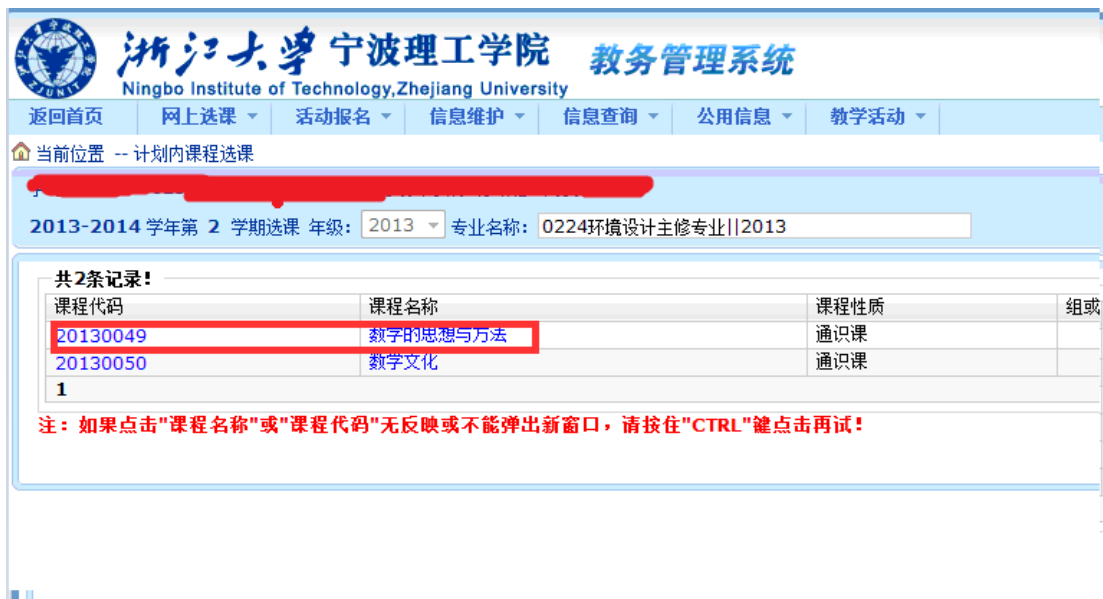 浙江大学 宁波理工学院 教务管理系统
Ningbo Institute of Technology,Zhejiang University
返回首页 网上选课 活动报名 信息维护 信息查询 公用信息 教学活动
当前位置 -- 计划内课程选课
2013-2014 学年第 2 学期选课 年级: 2013 专业名称: 0224环境设计主修专业||2013
共2条记录!
课程代码 课程名称 课程性质 组或
20130049 数学的思想与方法 通识课
20130050 数学文化 通识课
1
注：如果点击"课程名称"或"课程代码"无反映或不能弹出新窗口，请按住"CTRL"键点击再试!